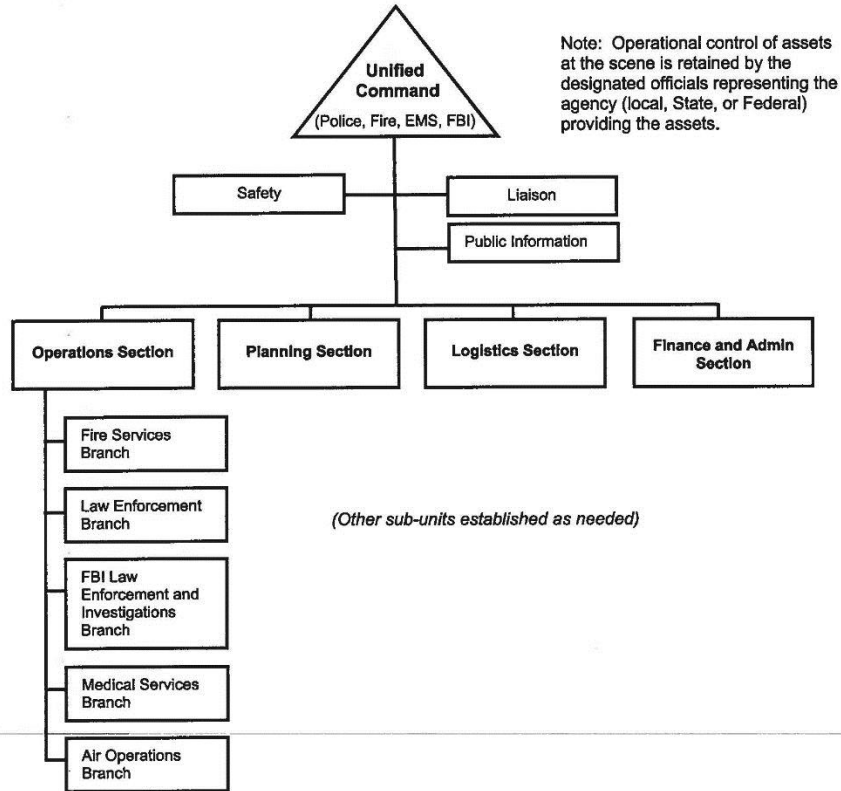 Unified
Command
(Police, Fire, EMS, FBI)
Note: Operational control of assets
at the scene is retained by the
designated officials representing the
agency (local, State, or Federal)
providing the assets.
Safety
Liaison
Public Information
Operations Section
Planning Section
Logistics Section
Finance and Admin
Section
Fire Services
Branch
Law Enforcement
Branch
(Other sub-units established as needed)
FBI Law
Enforcement and
Investigations
Branch
Medical Services
Branch
Air Operations
Branch